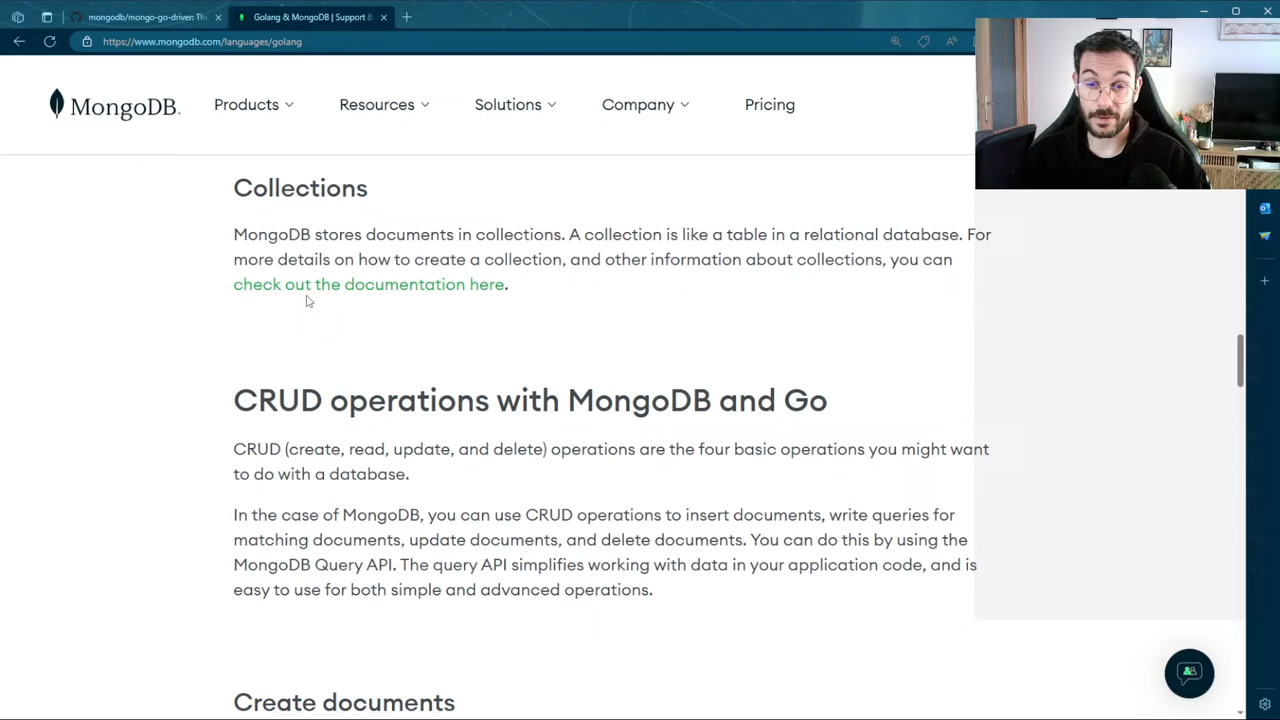 mongodb/mongo-go-driver: The
Golang & MongoDB | Support &
https://www.mongodb.com/languages/golang
MongoDB.
Products
Resources
Solutions
Company
Pricing
Collections
MongoDB stores documents in collections. A collection is like a table in a relational database. For
more details on how to create a collection, and other information about collections, you can
check out the documentation here.
CRUD operations with MongoDB and Go
CRUD (create, read, update, and delete) operations are the four basic operations you might want
to do with a database.
In the case of MongoDB, you can use CRUD operations to insert documents, write queries for
matching documents, update documents, and delete documents. You can do this by using the
MongoDB Query API. The query API simplifies working with data in your application code, and is
easy to use for both simple and advanced operations.
Create documents